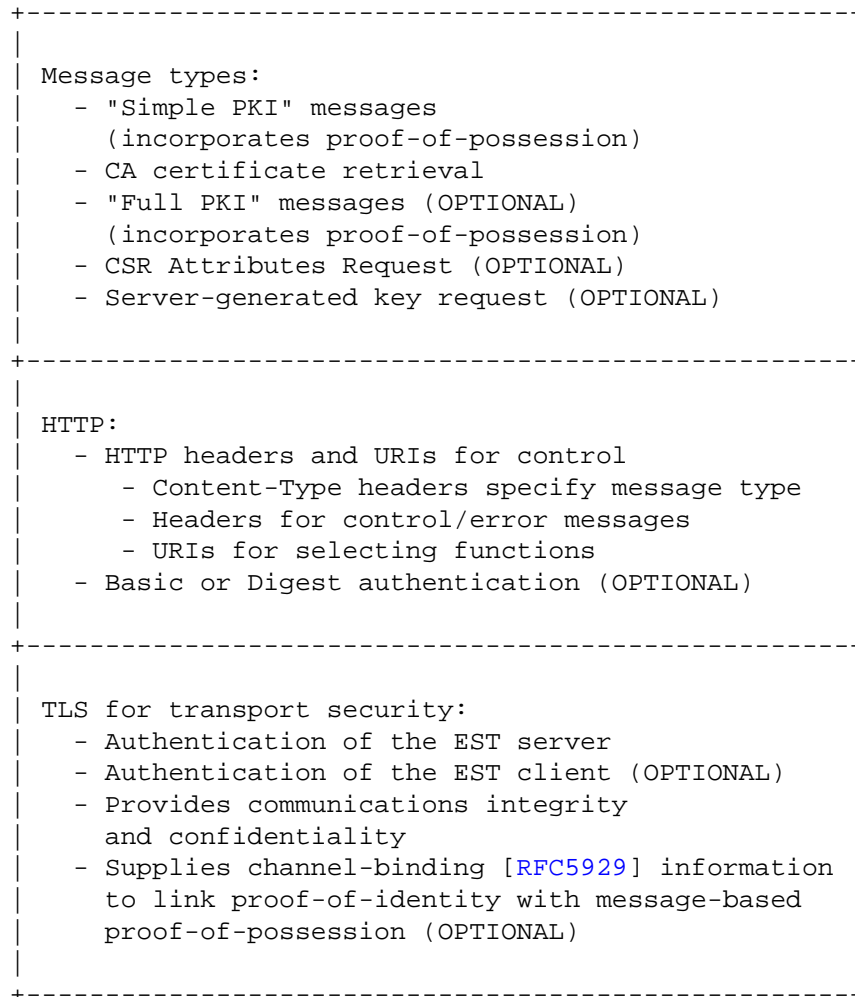 Message types:
- "Simple PKI" messages
(incorporates proof-of-possession)
- CA certificate retrieval
- "Full PKI" messages (OPTIONAL)
(incorporates proof-of-possession)
- CSR Attributes Request (OPTIONAL)
- Server-generated key request (OPTIONAL)
HTTP:
- HTTP headers and URIs for control
- Content-Type headers specify message type
- Headers for control/error messages
- URIs for selecting functions
- Basic or Digest authentication (OPTIONAL)
TLS for transport security:
- Authentication of the EST server
- Authentication of the EST client (OPTIONAL)
- Provides communications integrity
and confidentiality
- Supplies channel-binding [RFC5929] information
to link proof-of-identity with message-based
proof-of-possession (OPTIONAL)